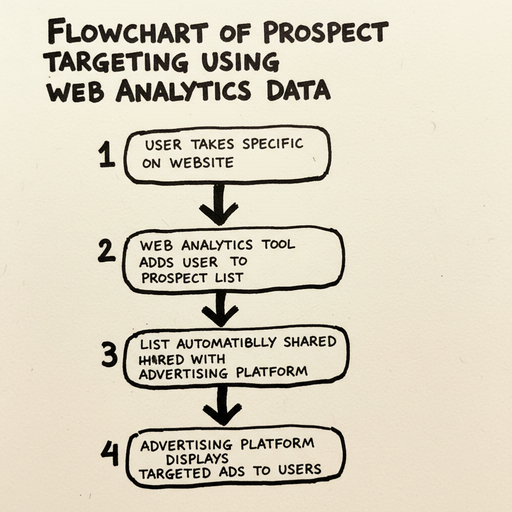 FLOWCHART OF PROSPECT
TARGETING USING
WEB ANALYTICS DATA
1
USER TAKES SPECIFIC
ON WEBSITE
2
WEB ANALYTICS TOOL
ADDS USER TO
PROSPECT LIST
3
LIST AUTOMATIBLLY SHARED
WITH
ADVERTISING PLATFORM
4
ADVERTISING PLATFORM
DISPLAYS
TARGETED ADS TO USERS